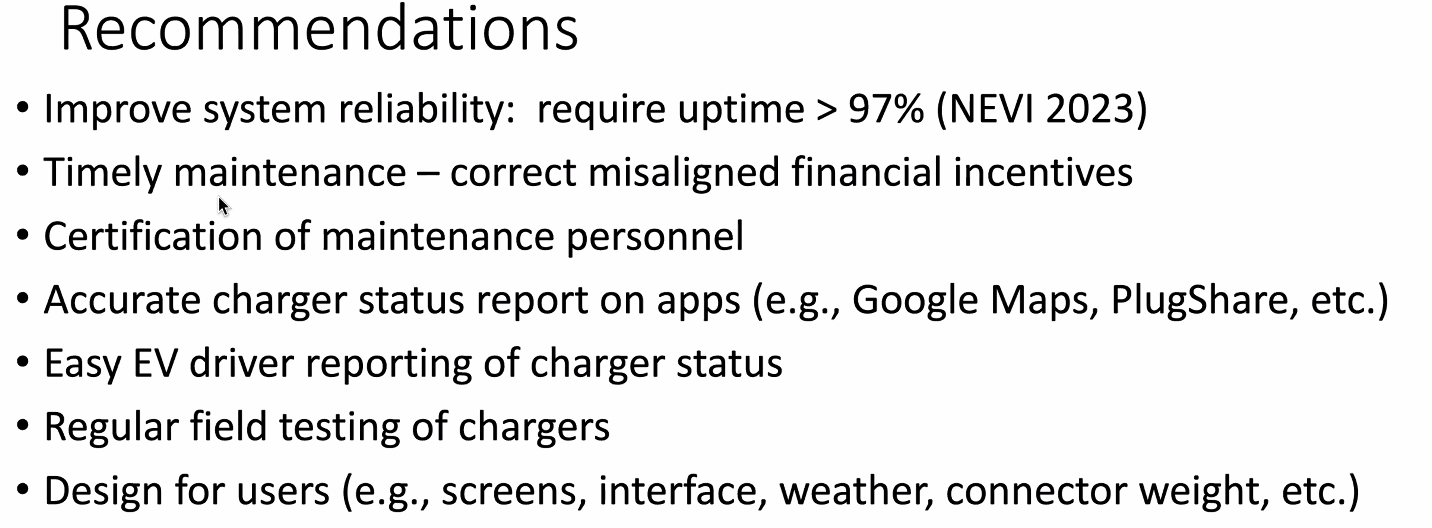 Recommendations
• Improve system reliability:  require uptime > 97% (NEVI 2023)
• Timely maintenance – correct misaligned financial incentives
• Certification of maintenance personnel
• Accurate charger status report on apps (e.g., Google Maps, PlugShare, etc.)
• Easy EV driver reporting of charger status
• Regular field testing of chargers
• Design for users (e.g., screens, interface, weather, connector weight, etc.)